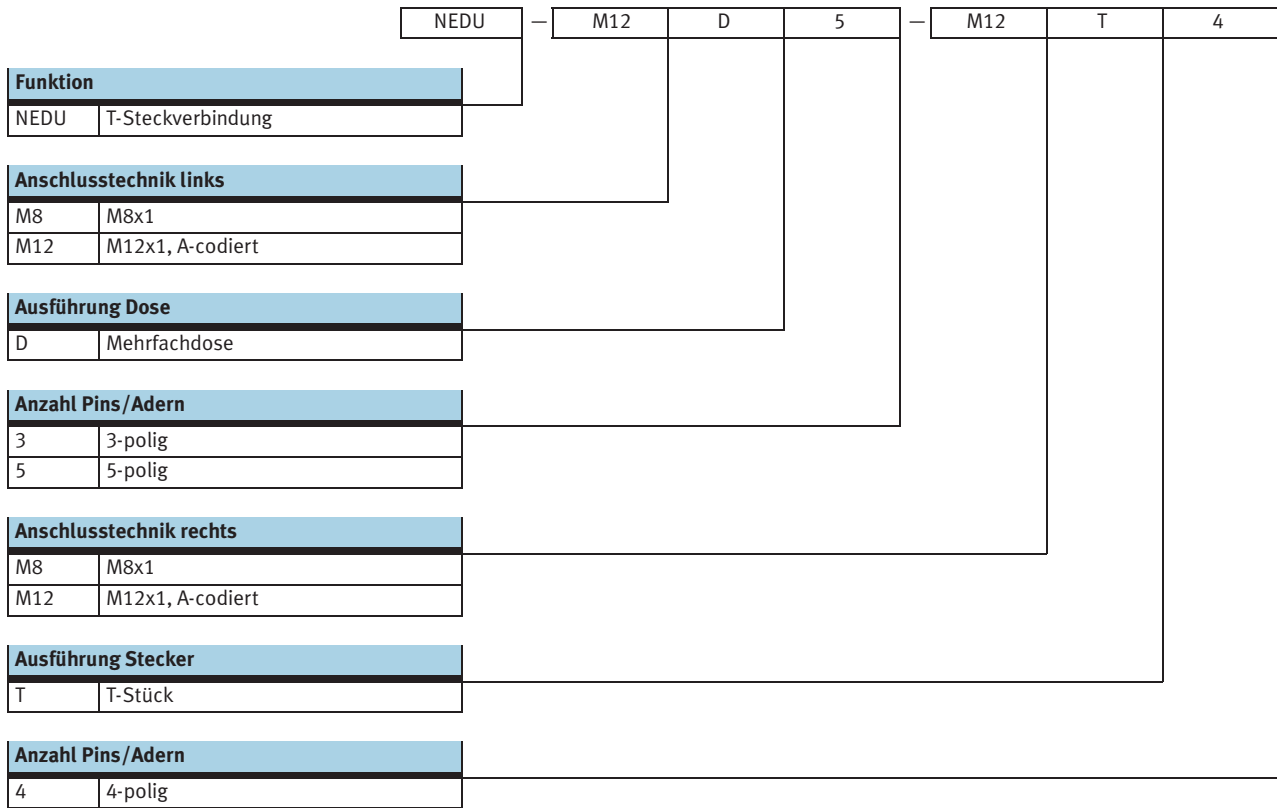 NEDU — M12 D 5 — M12 T 4
Funktion
NEDU T-Steckverbindung
Anschlusstechnik links
M8 M8x1
M12 M12x1, A-codiert
Ausführung Dose
D Mehrfachdose
Anzahl Pins/Adern
3 3-polig
5 5-polig
Anschlusstechnik rechts
M8 M8x1
M12 M12x1, A-codiert
Ausführung Stecker
T T-Stück
Anzahl Pins/Adern
4 4-polig